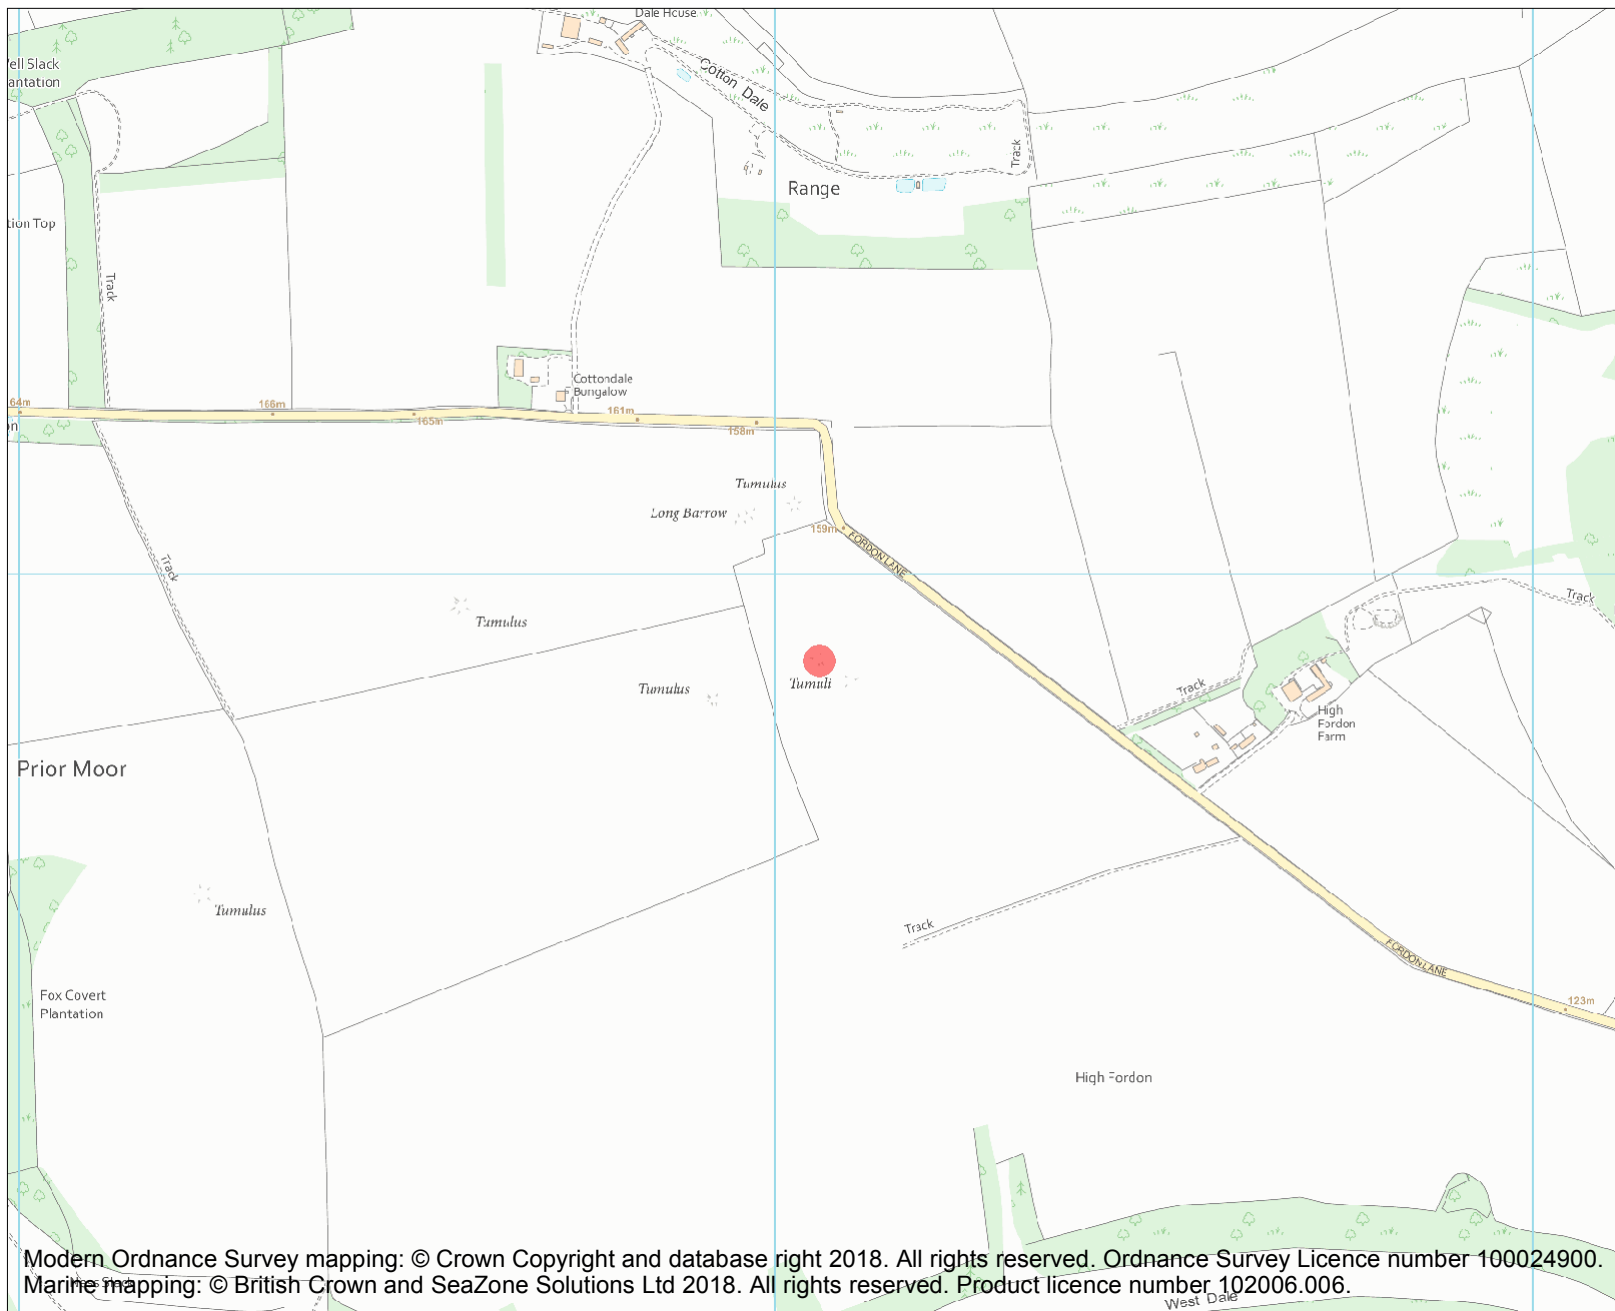 Dale House
Cotton Dale
antation
Track
Range
Track
Cottondale
Bungalow
64m
166m
165m
161m
158m
Tumulus
Long Barrow
159m
FORDON LANE
Track
Tumulus
Track
Tumulus
Tumuli
Track
High
Fordon
Farm
Prior Moor
Tumulus
Track
FORDON LANE
Fox Covert
Plantation
123m
High Fordon
Modern Ordnance Survey mapping: © Crown Copyright and database right 2018. All rights reserved. Ordnance Survey Licence number 100024900.
Marine mapping: © British Crown and SeaZone Solutions Ltd 2018. All rights reserved. Product licence number 102006.006.
West Dale